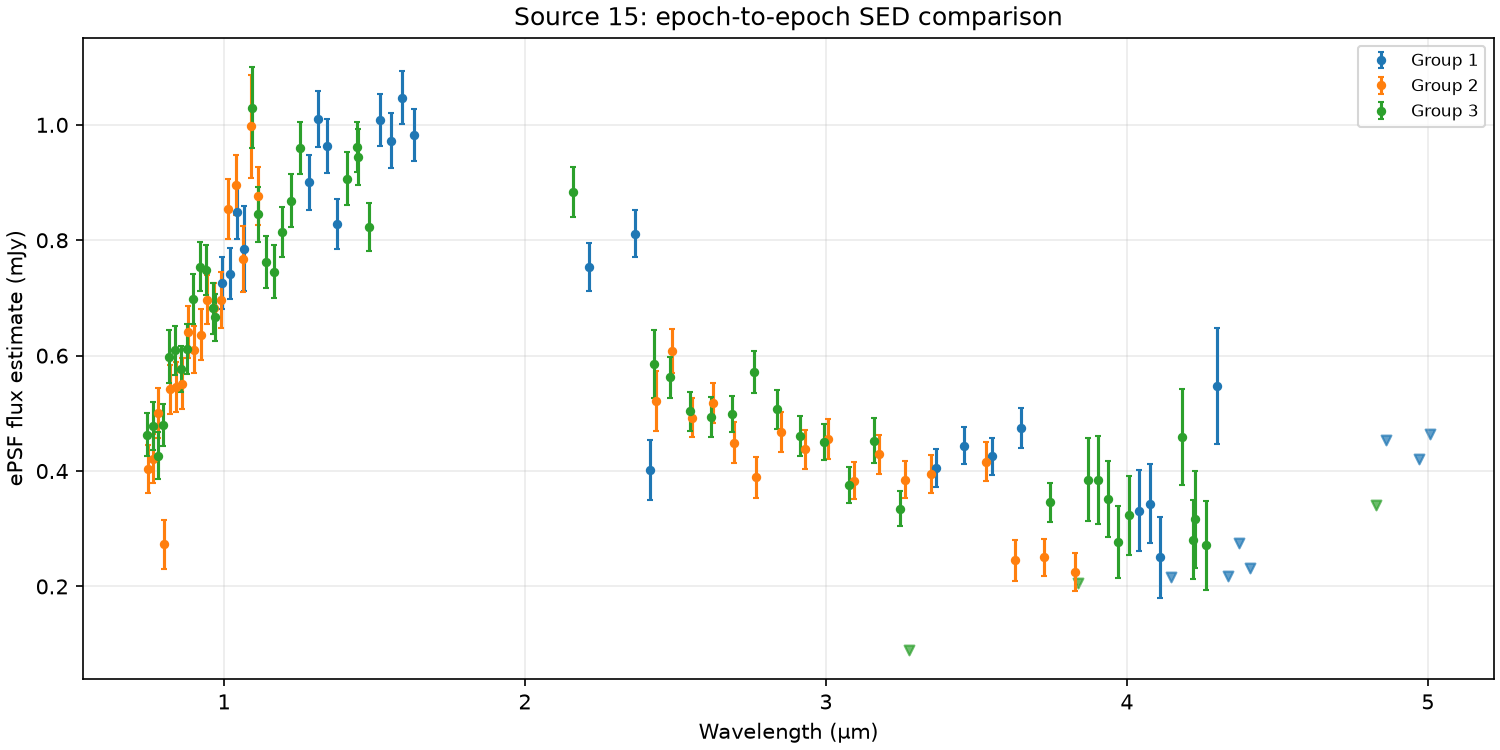 Source 15: epoch-to-epoch SED comparison
ePSF flux estimate (mJy)
1.0
0.8
0.6
0.4
0.2
Group 1
Group 2
Group 3
1 2 3 4 5
Wavelength (μm)